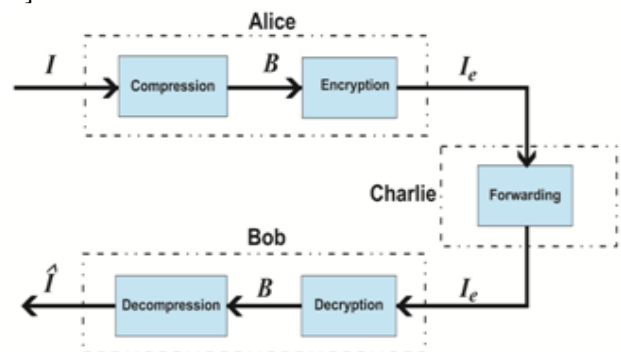 ]
Alice
I
Compression
B
Encryption
Iₑ
Charlie
Forwarding
Bob
Î
Decompression
B
Decryption
Iₑ